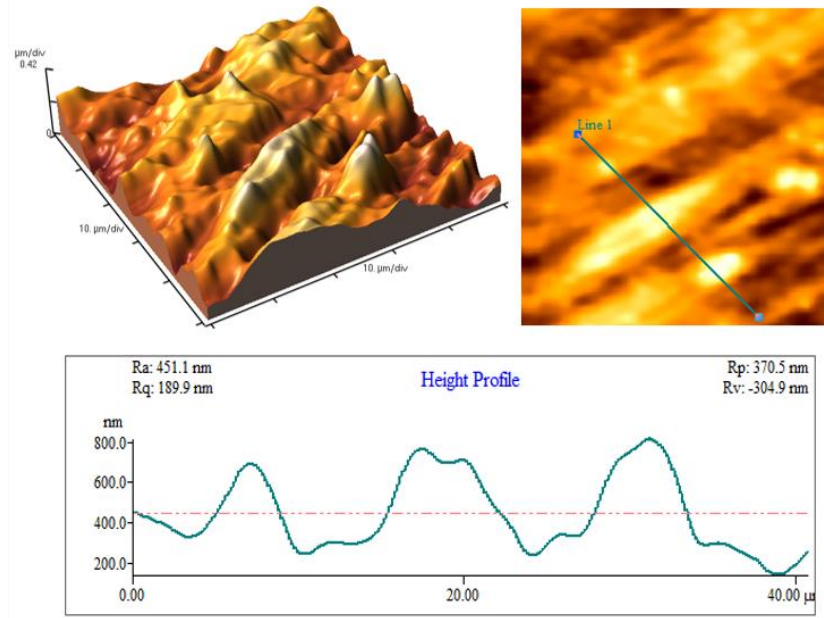 µm/div
0.42
0
10. µm/div
10. µm/div
Line 1
Ra: 451.1 nm
Rq: 189.9 nm
Height Profile
Rp: 370.5 nm
Rv: -304.9 nm
nm
800.0
600.0
400.0
200.0
0.00
20.00
40.00